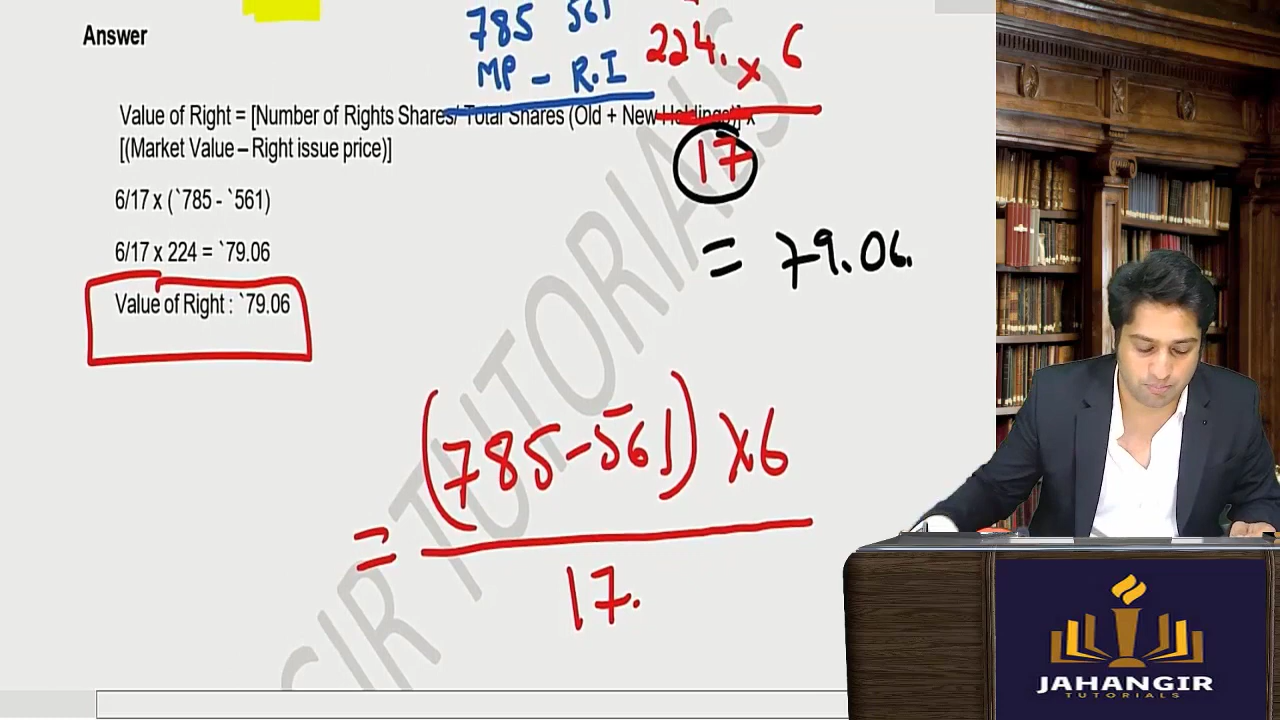 785 561
224. x 6
MP - R.I
Answer
Value of Right = [Number of Rights Shares/ Total Shares (Old + New Holdings)] x
[(Market Value – Right issue price)]
17
6/17 x (`785 - `561)
= 79.06.
6/17 x 224 = `79.06
Value of Right : `79.06
(785-561) x6
=
17.
SIR TUTORIALS
JAHANGIR
TUTORIALS